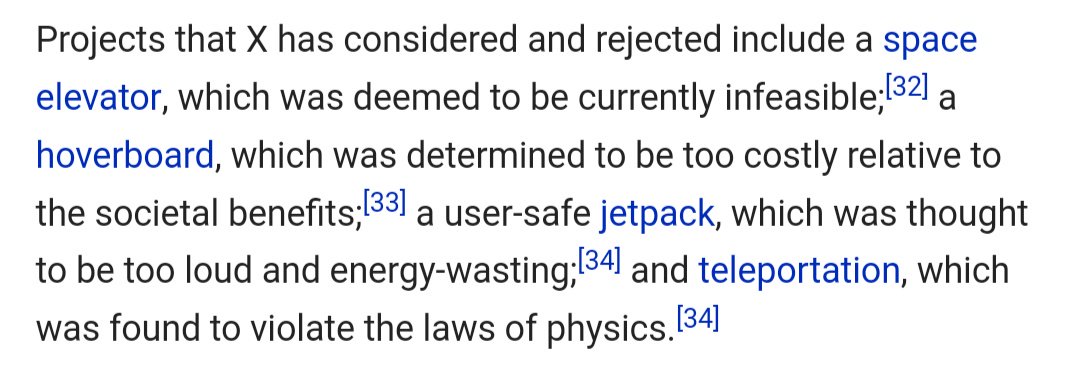 Projects that X has considered and rejected include a space
elevator, which was deemed to be currently infeasible;[32] a
hoverboard, which was determined to be too costly relative to
the societal benefits;[33] a user-safe jetpack, which was thought
to be too loud and energy-wasting;[34] and teleportation, which
was found to violate the laws of physics.[34]